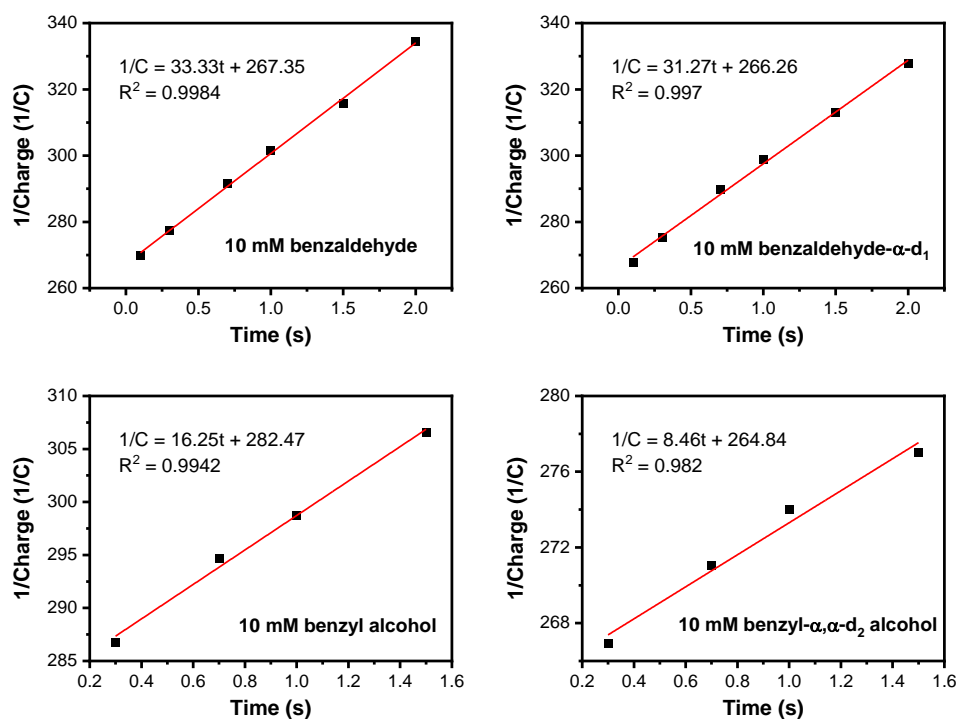 340
320
300
280
260
1/Charge (1/C)
1/C = 33.33t + 267.35
R² = 0.9984
10 mM benzaldehyde
0.0 0.5 1.0 1.5 2.0
Time (s)
340
320
300
280
260
1/Charge (1/C)
1/C = 31.27t + 266.26
R² = 0.997
10 mM benzaldehyde-α-d₁
0.0 0.5 1.0 1.5 2.0
Time (s)
310
305
300
295
290
285
1/Charge (1/C)
1/C = 16.25t + 282.47
R² = 0.9942
10 mM benzyl alcohol
0.2 0.4 0.6 0.8 1.0 1.2 1.4 1.6
Time (s)
280
276
272
268
1/Charge (1/C)
1/C = 8.46t + 264.84
R² = 0.982
10 mM benzyl-α,α-d₂ alcohol
0.2 0.4 0.6 0.8 1.0 1.2 1.4 1.6
Time (s)